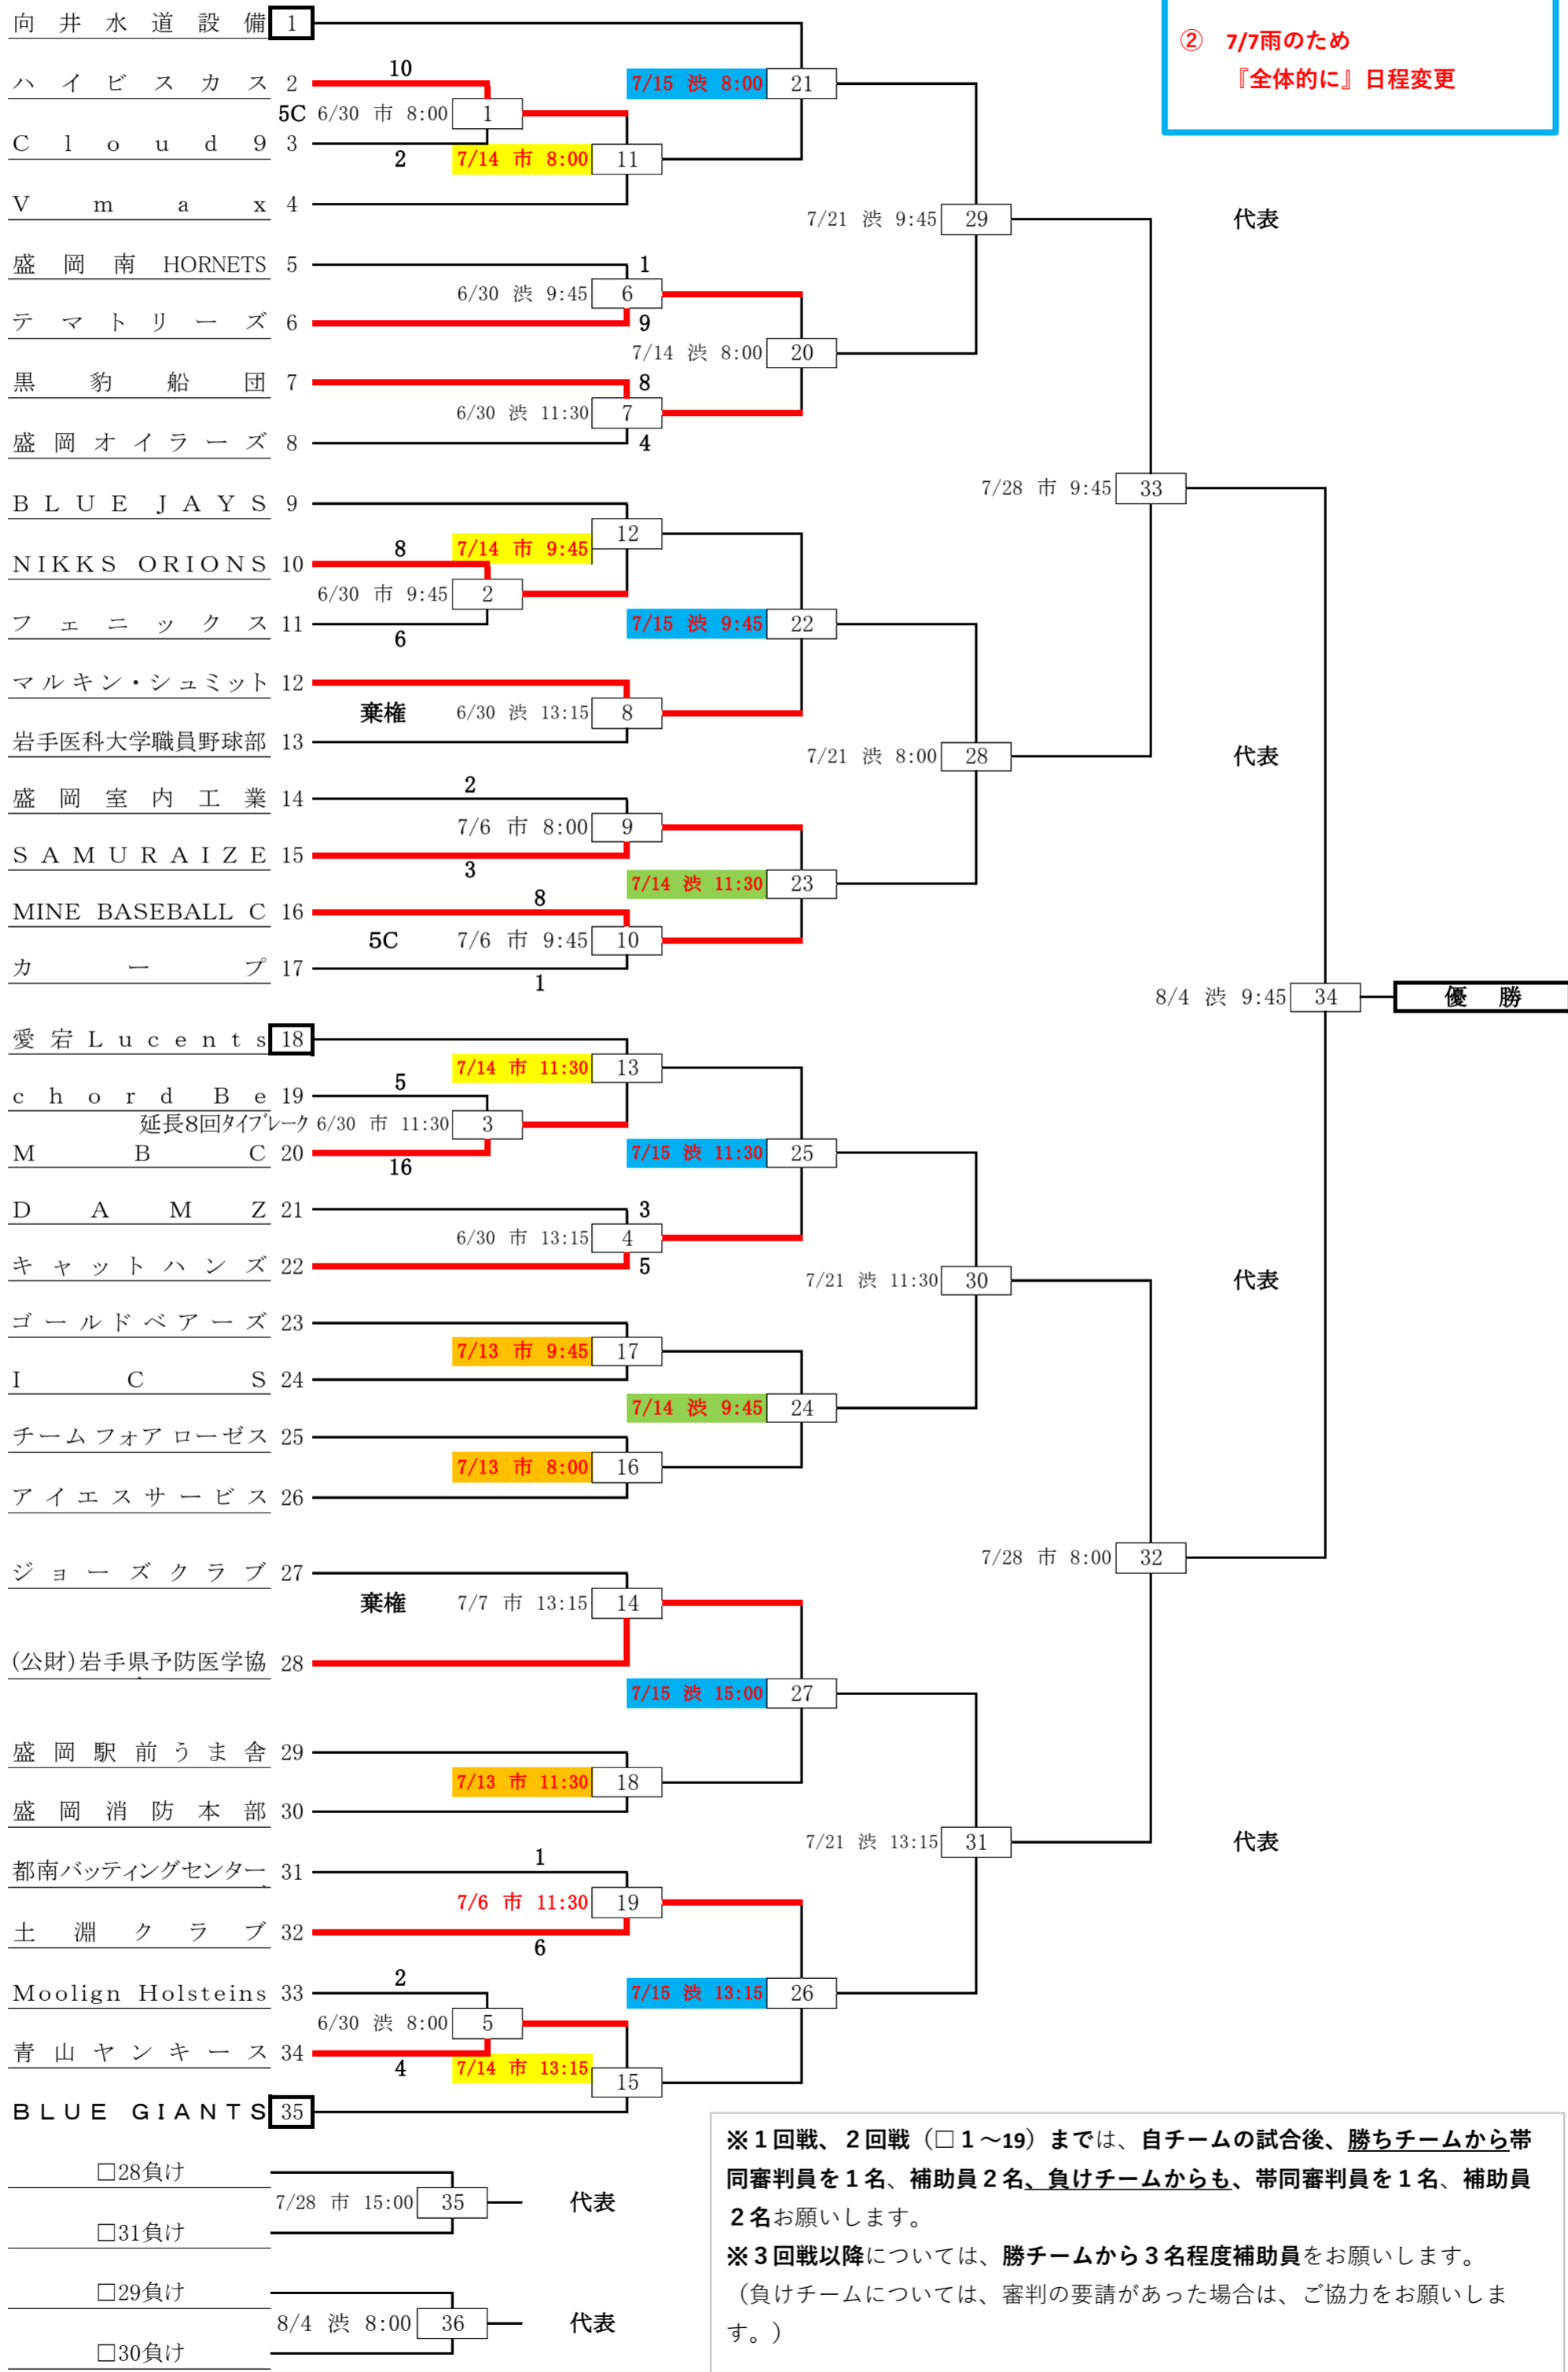 向井水道設備 1
② 7/7雨のため
『全体的に』日程変更
ハイビスカス 2
10
7/15 渋 8:00 21
5C 6/30 市 8:00 1
Cloud9 3
2
7/14 市 8:00 11
Vmax 4
7/21 渋 9:45 29
代表
盛岡南HORNETS 5
1
6/30 渋 9:45 6
テマトリーズ 6
9
7/14 渋 8:00 20
黒豹船団 7
8
6/30 渋 11:30 7
盛岡オイラーズ 8
4
7/28 市 9:45 33
BLUE JAYS 9
12
7/14 市 9:45
8
NIKKS ORIONS 10
6/30 市 9:45 2
フェニックス 11
6
7/15 渋 9:45 22
マルキン・シュミット 12
棄権 6/30 渋 13:15 8
岩手医科大学職員野球部 13
7/21 渋 8:00 28
代表
盛岡室内工業 14
2
7/6 市 8:00 9
SAMURAIZE 15
3
7/14 渋 11:30 23
MINE BASEBALL C 16
8
5C 7/6 市 9:45 10
カープ 17
1
8/4 渋 9:45 34 優勝
愛宕Lucents 18
7/14 市 11:30 13
chord Be 19
5
延長8回タイブレーク 6/30 市 11:30 3
MBC 20
16
7/15 渋 11:30 25
DAMZ 21
3
6/30 市 13:15 4
キャットハンズ 22
5
7/21 渋 11:30 30
代表
ゴールドベアーズ 23
7/13 市 9:45 17
ICS 24
7/14 渋 9:45 24
チームフォアローゼス 25
7/13 市 8:00 16
アイエスサービス 26
7/28 市 8:00 32
ジョーズクラブ 27
棄権 7/7 市 13:15 14
(公財)岩手県予防医学協 28
7/15 渋 15:00 27
盛岡駅前うま舎 29
7/13 市 11:30 18
盛岡消防本部 30
7/21 渋 13:15 31
代表
都南バッティングセンター 31
1
7/6 市 11:30 19
土淵クラブ 32
6
Moolign Holsteins 33
2
7/15 渋 13:15 26
6/30 渋 8:00 5
青山ヤンキース 34
4
7/14 市 13:15 15
BLUE GIANTS 35
□28負け
7/28 市 15:00 35 代表
□31負け
□29負け
8/4 渋 8:00 36 代表
□30負け
※1回戦、2回戦（□1～19）までは、自チームの試合後、勝ちチームから帯
同審判員を1名、補助員2名、負けチームからも、帯同審判員を1名、補助員
2名お願いします。
※3回戦以降については、勝チームから3名程度補助員をお願いします。
（負けチームについては、審判の要請があった場合は、ご協力をお願いしま
す。）